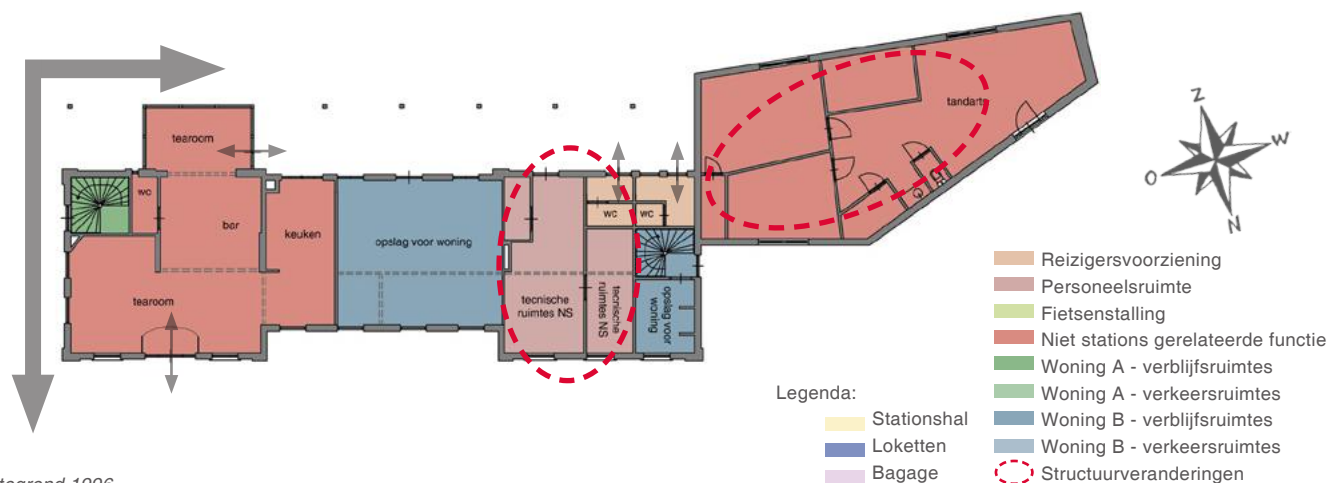 tearoom
wc
bar
keuken
tearoom
opslag voor woning
tecnische
ruimtes NS
tecnische
ruimtes NS
wc
wc
opslag voor
woning
tandarts
Z
W
O
N
Reizigersvoorziening
Personeelsruimte
Fietsenstalling
Niet stations gerelateerde functie
Woning A - verblijfsruimtes
Woning A - verkeersruimtes
Woning B - verblijfsruimtes
Woning B - verkeersruimtes
Structuurveranderingen
Legenda:
Stationshal
Loketten
Bagage